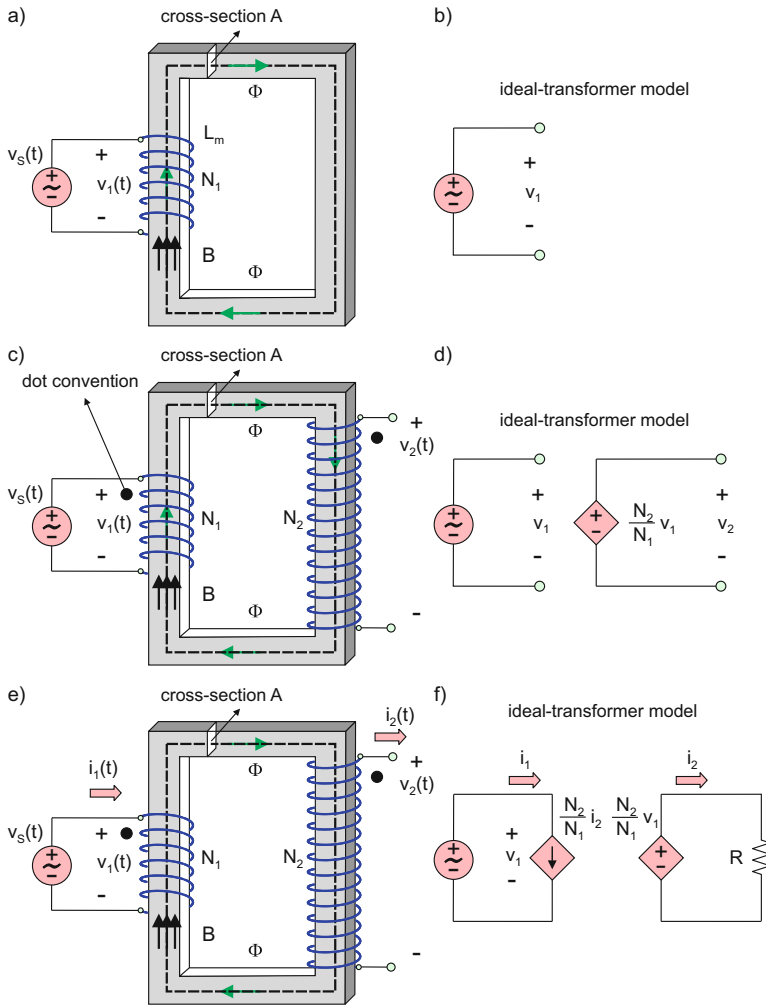 a)
cross-section A
Φ
L_m
v_S(t)
+
v_1(t)
-
N_1
B
Φ
b)
ideal-transformer model
+
v_1
-
c)
cross-section A
dot convention
Φ
+
v_2(t)
v_S(t)
+
v_1(t)
-
N_1
N_2
B
-
d)
ideal-transformer model
+
v_1
-
N_2
N_1
v_1
+
v_2
-
e)
cross-section A
i_2(t)
i_1(t)
Φ
+
v_2(t)
v_S(t)
+
v_1(t)
-
N_1
N_2
B
Φ
-
f)
ideal-transformer model
i_1
i_2
N_2
N_1
i_2
N_2
N_1
v_1
+
v_1
-
R